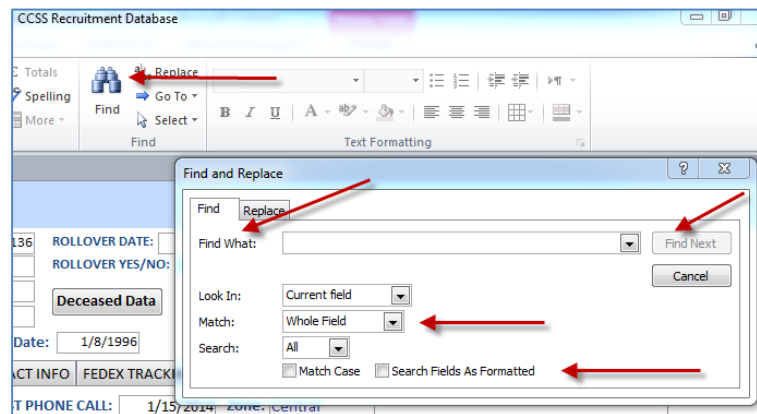 CCSS Recruitment Database
Totals
Replace
Spelling
Find
Go To
More
Select
B I U A ab
Find
Text Formatting
Find and Replace
Find Replace
136 ROLLOVER DATE:
Find What:
Find Next
ROLLOVER YES/NO:
Cancel
Deceased Data
Look In: Current field
Match: Whole Field
Date: 1/8/1996
Search: All
Match Case Search Fields As Formatted
ACT INFO FEDEX TRACKI
T PHONE CALL: 1/15/2014 Zone: Central